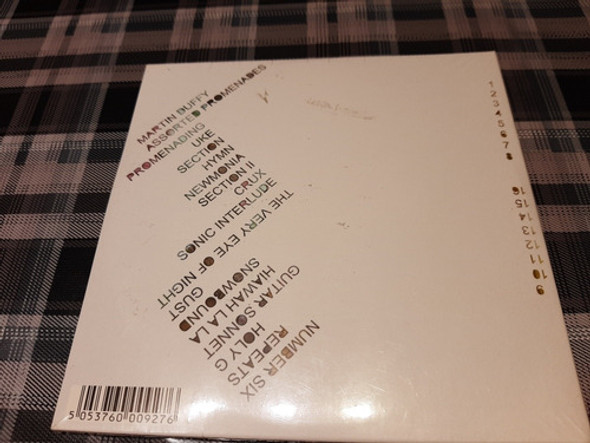 MARTIN DUFFY
ASSORTED PROMENADES
PROMENADING
UKE
SECTION
HYMN
NEWMONIA
SECTION II
CRUX
SONIC INTERLUDE
THE VERY EYE OF NIGHT
GUST
SNOWBOUND
HIAWAH LA LA
GUITAR SONNET
HOLY G
REPEATS
NUMBER SIX
1
2
3
4
5
6
7
8
9
10
11
12
13
14
15
16
5 053760 009276